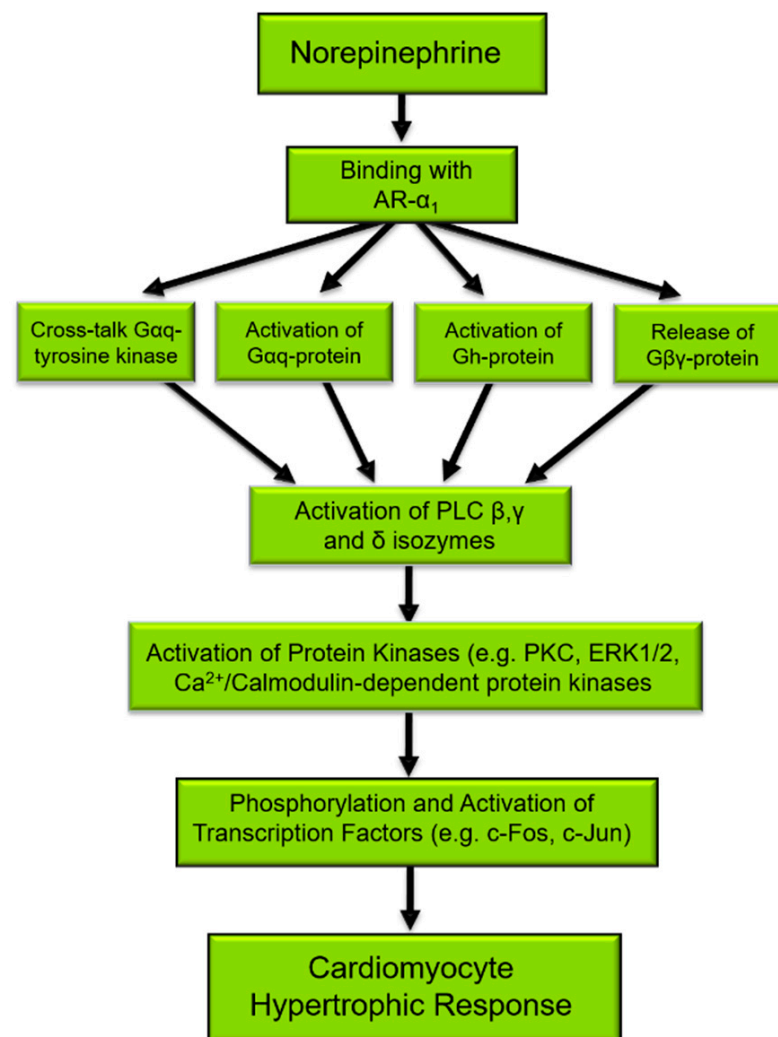 Norepinephrine
Binding with
AR-α₁
Cross-talk Gαq-
tyrosine kinase
Activation of
Gαq-protein
Activation of
Gh-protein
Release of
Gβγ-protein
Activation of PLC β,γ
and δ isozymes
Activation of Protein Kinases (e.g. PKC, ERK1/2,
Ca²⁺/Calmodulin-dependent protein kinases
Phosphorylation and Activation of
Transcription Factors (e.g. c-Fos, c-Jun)
Cardiomyocyte
Hypertrophic Response